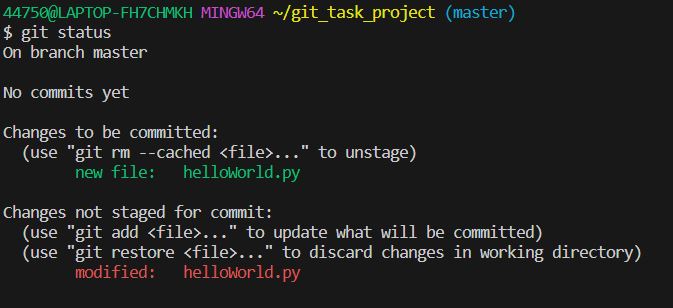 44750@LAPTOP-FH7CHMKH MINGW64 ~/git_task_project (master)
$ git status
On branch master
No commits yet
Changes to be committed:
(use "git rm --cached <file>..." to unstage)
new file: helloWorld.py
Changes not staged for commit:
(use "git add <file>..." to update what will be committed)
(use "git restore <file>..." to discard changes in working directory)
modified: helloWorld.py